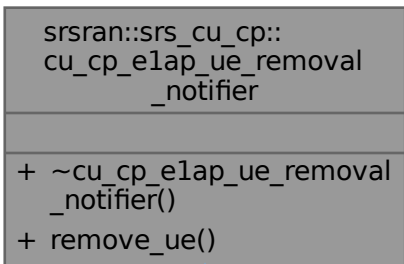 srsran::srs_cu_cp::
cu_cp_e1ap_ue_removal
_notifier
+ ~cu_cp_e1ap_ue_removal
_notifier()
+ remove_ue()